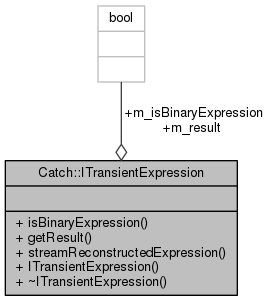 bool
+m_isBinaryExpression
+m_result
Catch::ITransientExpression
+ isBinaryExpression()
+ getResult()
+ streamReconstructedExpression()
+ ITransientExpression()
+ ~ITransientExpression()